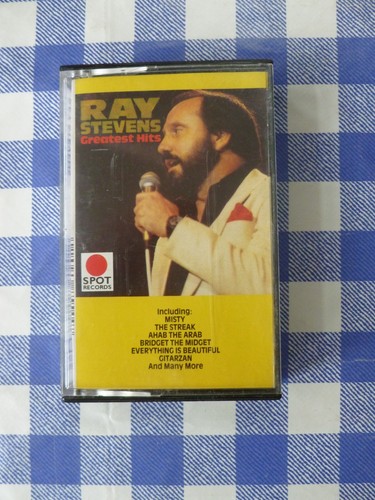 RAY
STEVENS
Greatest Hits
SPOT
RECORDS
Including:
MISTY
THE STREAK
AHAB THE ARAB
BRIDGET THE MIDGET
EVERYTHING IS BEAUTIFUL
GITARZAN
And Many More